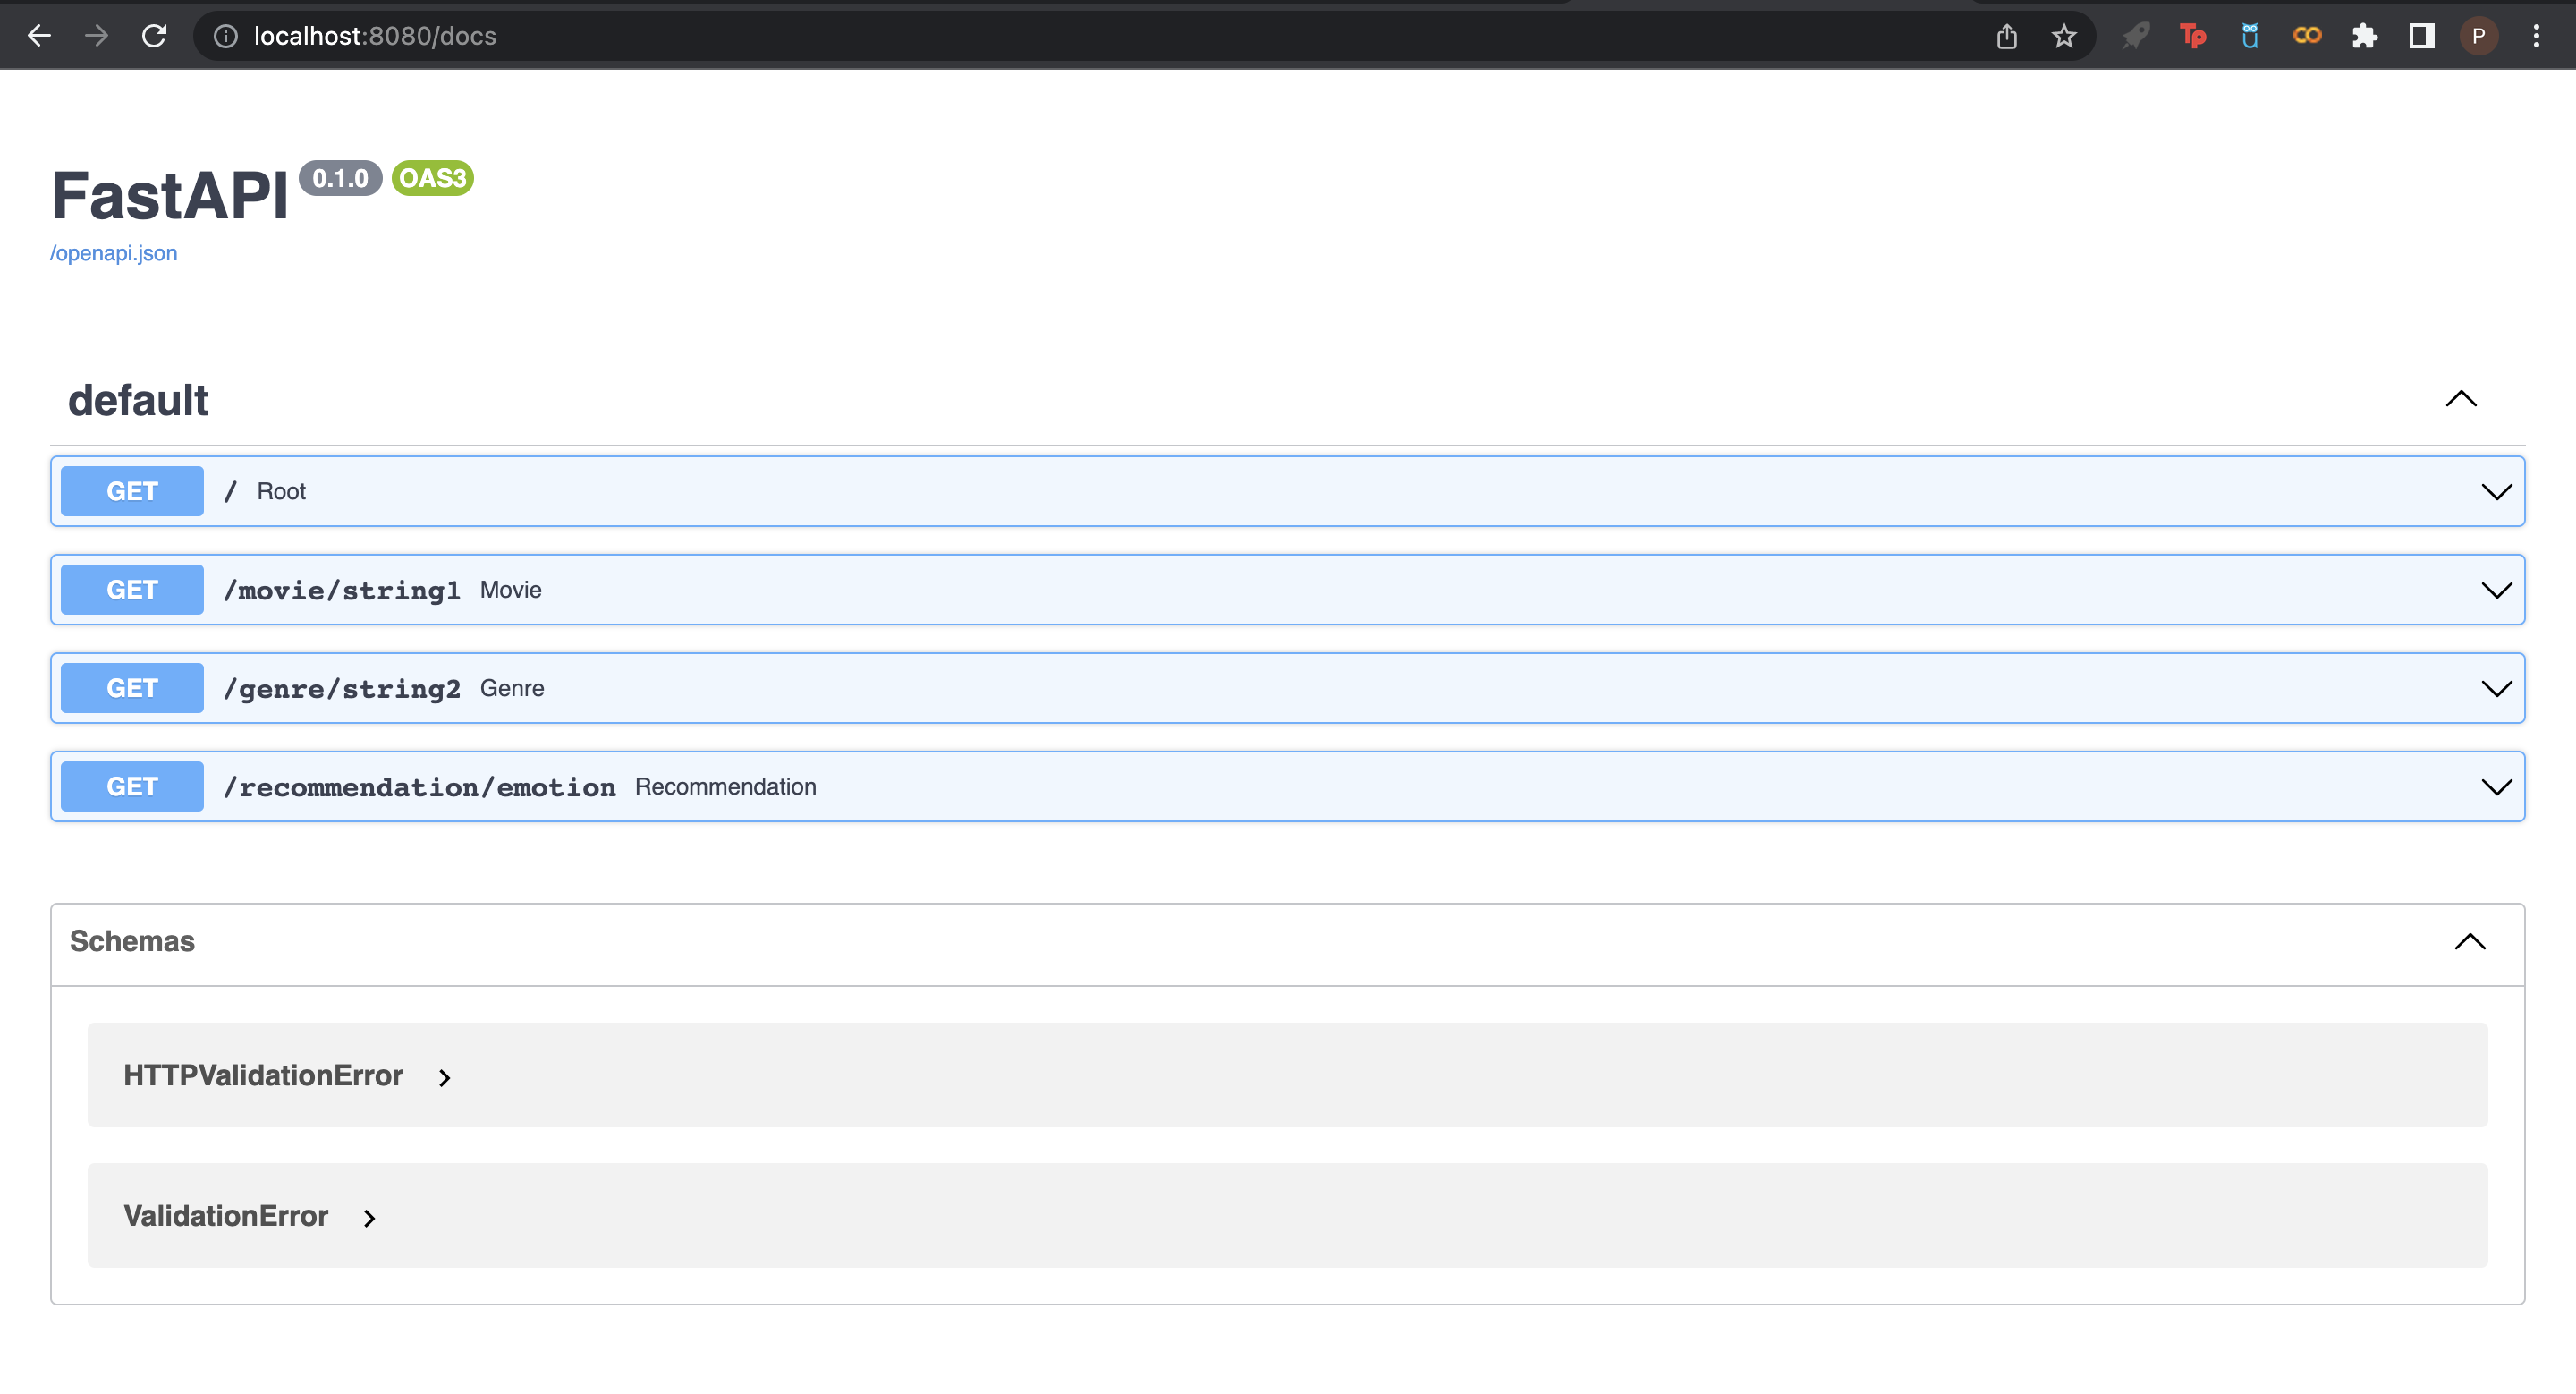 localhost:8080/docs
Tp
P
FastAPI 0.1.0 OAS3
/openapi.json
default
GET / Root
GET /movie/string1 Movie
GET /genre/string2 Genre
GET /recommendation/emotion Recommendation
Schemas
HTTPValidationError
ValidationError